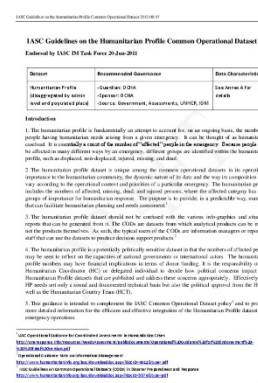 IASC Guidelines on the Humanitarian Profile Common Operational Dataset 2012-08-15
IASC Guidelines on the Humanitarian Profile Common Operational Dataset
Endorsed by IASC IM Task Force 20-Jun-2011
Dataset
Recommended Governance
Data Characteristi
Humanitarian Profile
(disaggregated by admin
level and populated place)
-Guardian: OCHA
-Sponsor: OCHA
-Source: Government, Assessments, UNHCR, IOM
See Annex A for
details
Introduction
1. The humanitarian profile is fundamentally an attempt to account for, on an ongoing basis, the numb
people having humanitarian needs arising from a given emergency. It can be thought of as humanita
caseload. It is essentially a count of the number of "affected" people in the emergency. Because people
be affected in many different ways by an emergency, different groups are identified within the humanita
profile, such as displaced, non-displaced, injured, missing, and dead.
2. The humanitarian profile dataset is unique among the common operational datasets in its operati
importance to the humanitarian community, the dynamic nature of its data and the way its composition
vary according to the operational context and priorities of a particular emergency. The humanitarian pr
includes the numbers of affected, missing, dead, and injured persons, where the affected category has
groups of importance for humanitarian response. The purpose is to provide, in a predictable way, num
that can facilitate humanitarian planning and needs assessment.
3. The humanitarian profile dataset should not be confused with the various info-graphics and situa
reports that can be generated from it. The CODs are datasets from which analytical products can be m
not the products themselves. As such, the typical users of the CODs are information managers or repor
staff that can use the datasets to produce decision support products.
4. The humanitarian profile is a potentially politically sensitive dataset in that the numbers of affected pe
may be seen to reflect on the capacities of national governments or international actors. The humanita
profile numbers may have financial implications in terms of donor funding. It is the responsibility o
Humanitarian Coordinator (HC) or delegated individual to decide how political concerns impact
Humanitarian Profile datasets that are published and address these concerns appropriately. Effectively
HP needs not only a sound and documented technical basis but also the political approval from the H
well as the Humanitarian Country Team (HCT).
5. This guidance is intended to complement the IASC Common Operational Dataset policy and to pro
more detailed information for the efficient and effective integration of the Humanitarian Profile dataset
emergency operations.